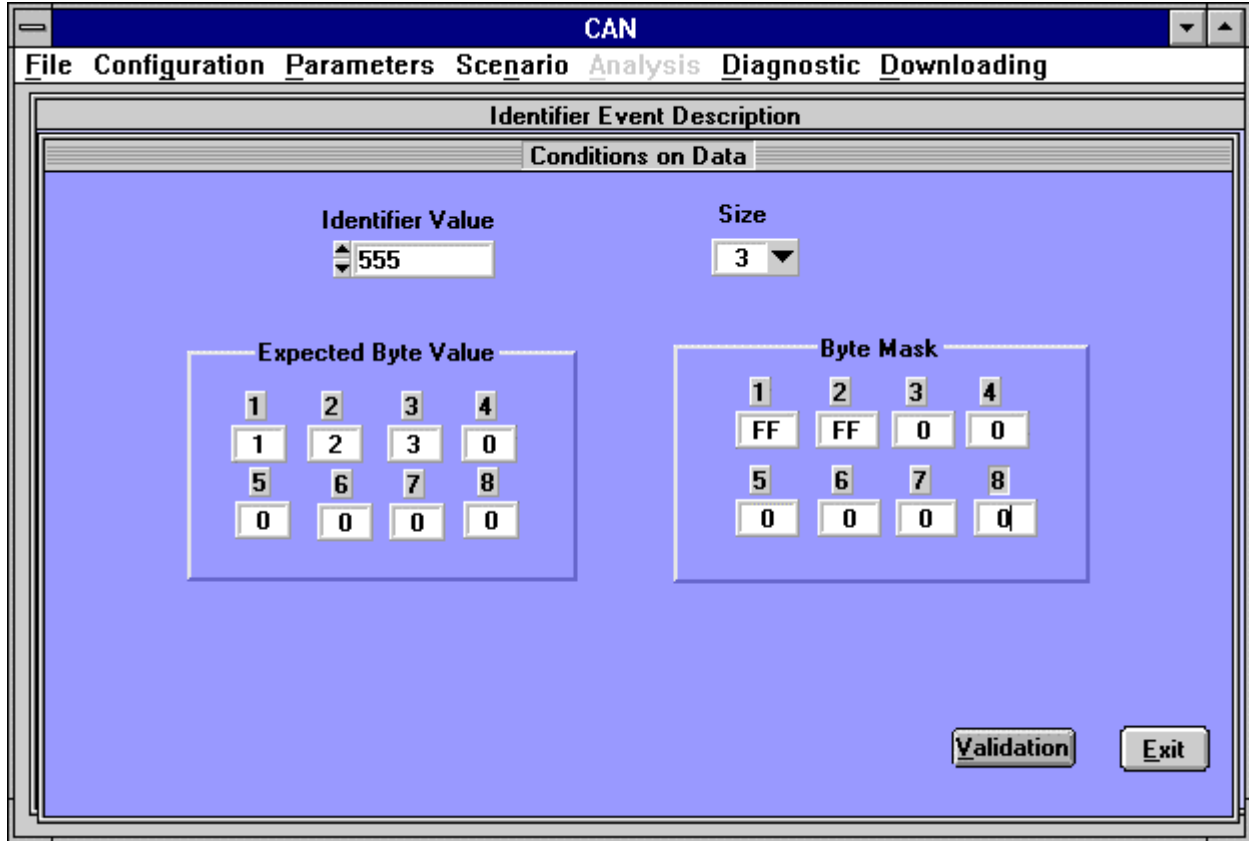 CAN
File Configuration Parameters Scenario Analysis Diagnostic Downloading
Identifier Event Description
Conditions on Data
Identifier Value Size
555 3
Expected Byte Value Byte Mask
1 2 3 4 1 2 3 4
1 2 3 0 FF FF 0 0
5 6 7 8 5 6 7 8
0 0 0 0 0 0 0 0
Validation Exit